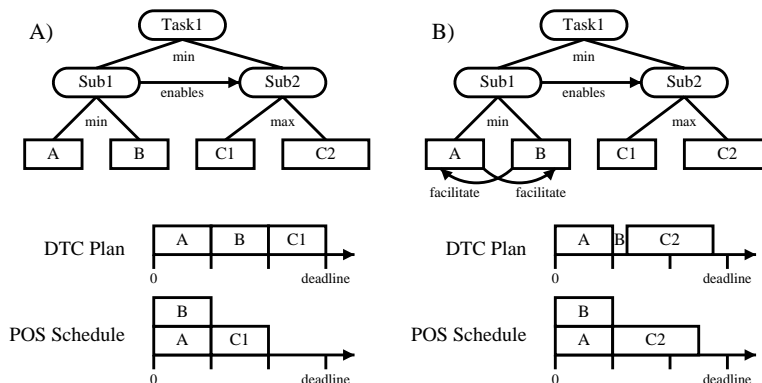 A)
Task1
min
Sub1
enables
Sub2
min
max
A
B
C1
C2
DTC Plan
A
B
C1
0
deadline
POS Schedule
B
A
C1
0
deadline
B)
Task1
min
Sub1
enables
Sub2
min
max
A
B
C1
C2
facilitate
facilitate
DTC Plan
A
B
C2
0
deadline
POS Schedule
B
A
C2
0
deadline